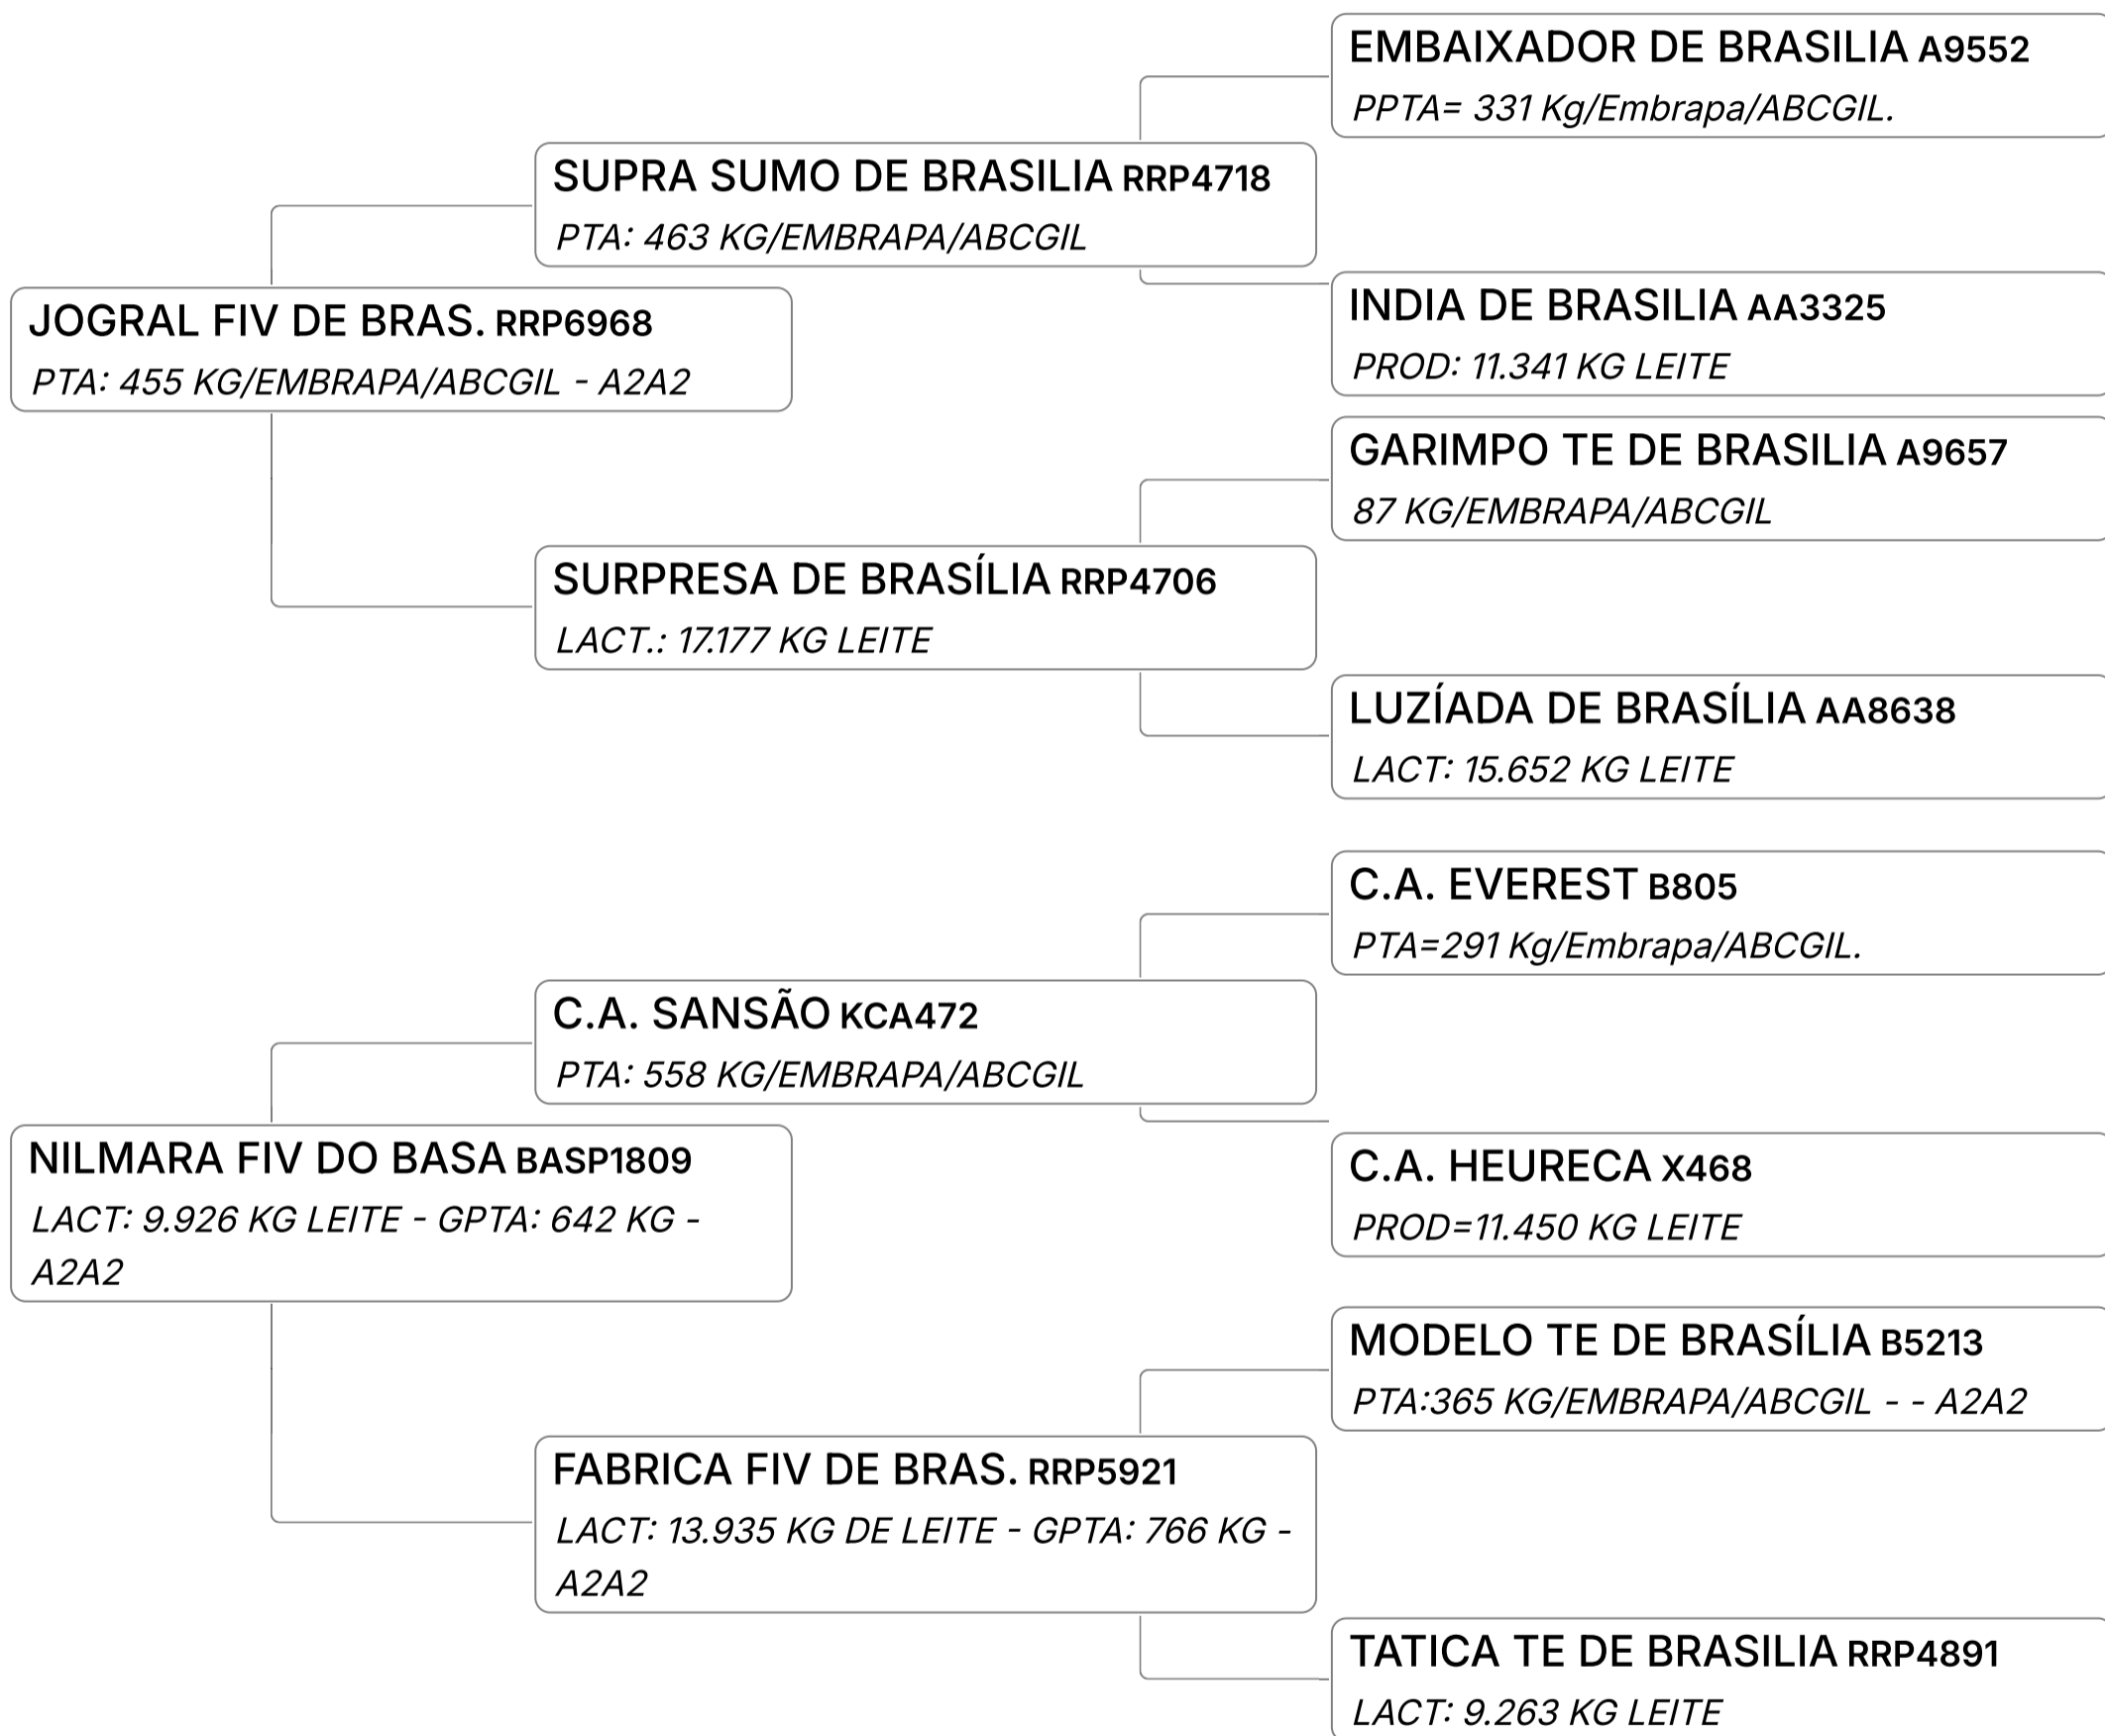 EMBAIXADOR DE BRASILIA A9552
PPTA= 331 Kg/Embrapa/ABCGIL.
SUPRA SUMO DE BRASILIA RRP4718
PTA: 463 KG/EMBRAPA/ABCGIL
INDIA DE BRASILIA AA3325
PROD: 11.341 KG LEITE
JOGRAL FIV DE BRAS. RRP6968
PTA: 455 KG/EMBRAPA/ABCGIL - A2A2
GARIMPO TE DE BRASILIA A9657
87 KG/EMBRAPA/ABCGIL
SURPRESA DE BRASÍLIA RRP4706
LACT.: 17.177 KG LEITE
LUZÍADA DE BRASÍLIA AA8638
LACT: 15.652 KG LEITE
C.A. EVEREST B805
PTA=291 Kg/Embrapa/ABCGIL.
C.A. SANSÃO KCA472
PTA: 558 KG/EMBRAPA/ABCGIL
C.A. HEURECA X468
PROD=11.450 KG LEITE
NILMARA FIV DO BASA BASP1809
LACT: 9.926 KG LEITE - GPTA: 642 KG -
A2A2
MODELO TE DE BRASÍLIA B5213
PTA:365 KG/EMBRAPA/ABCGIL - - A2A2
FABRICA FIV DE BRAS. RRP5921
LACT: 13.935 KG DE LEITE - GPTA: 766 KG -
A2A2
TATICA TE DE BRASILIA RRP4891
LACT: 9.263 KG LEITE